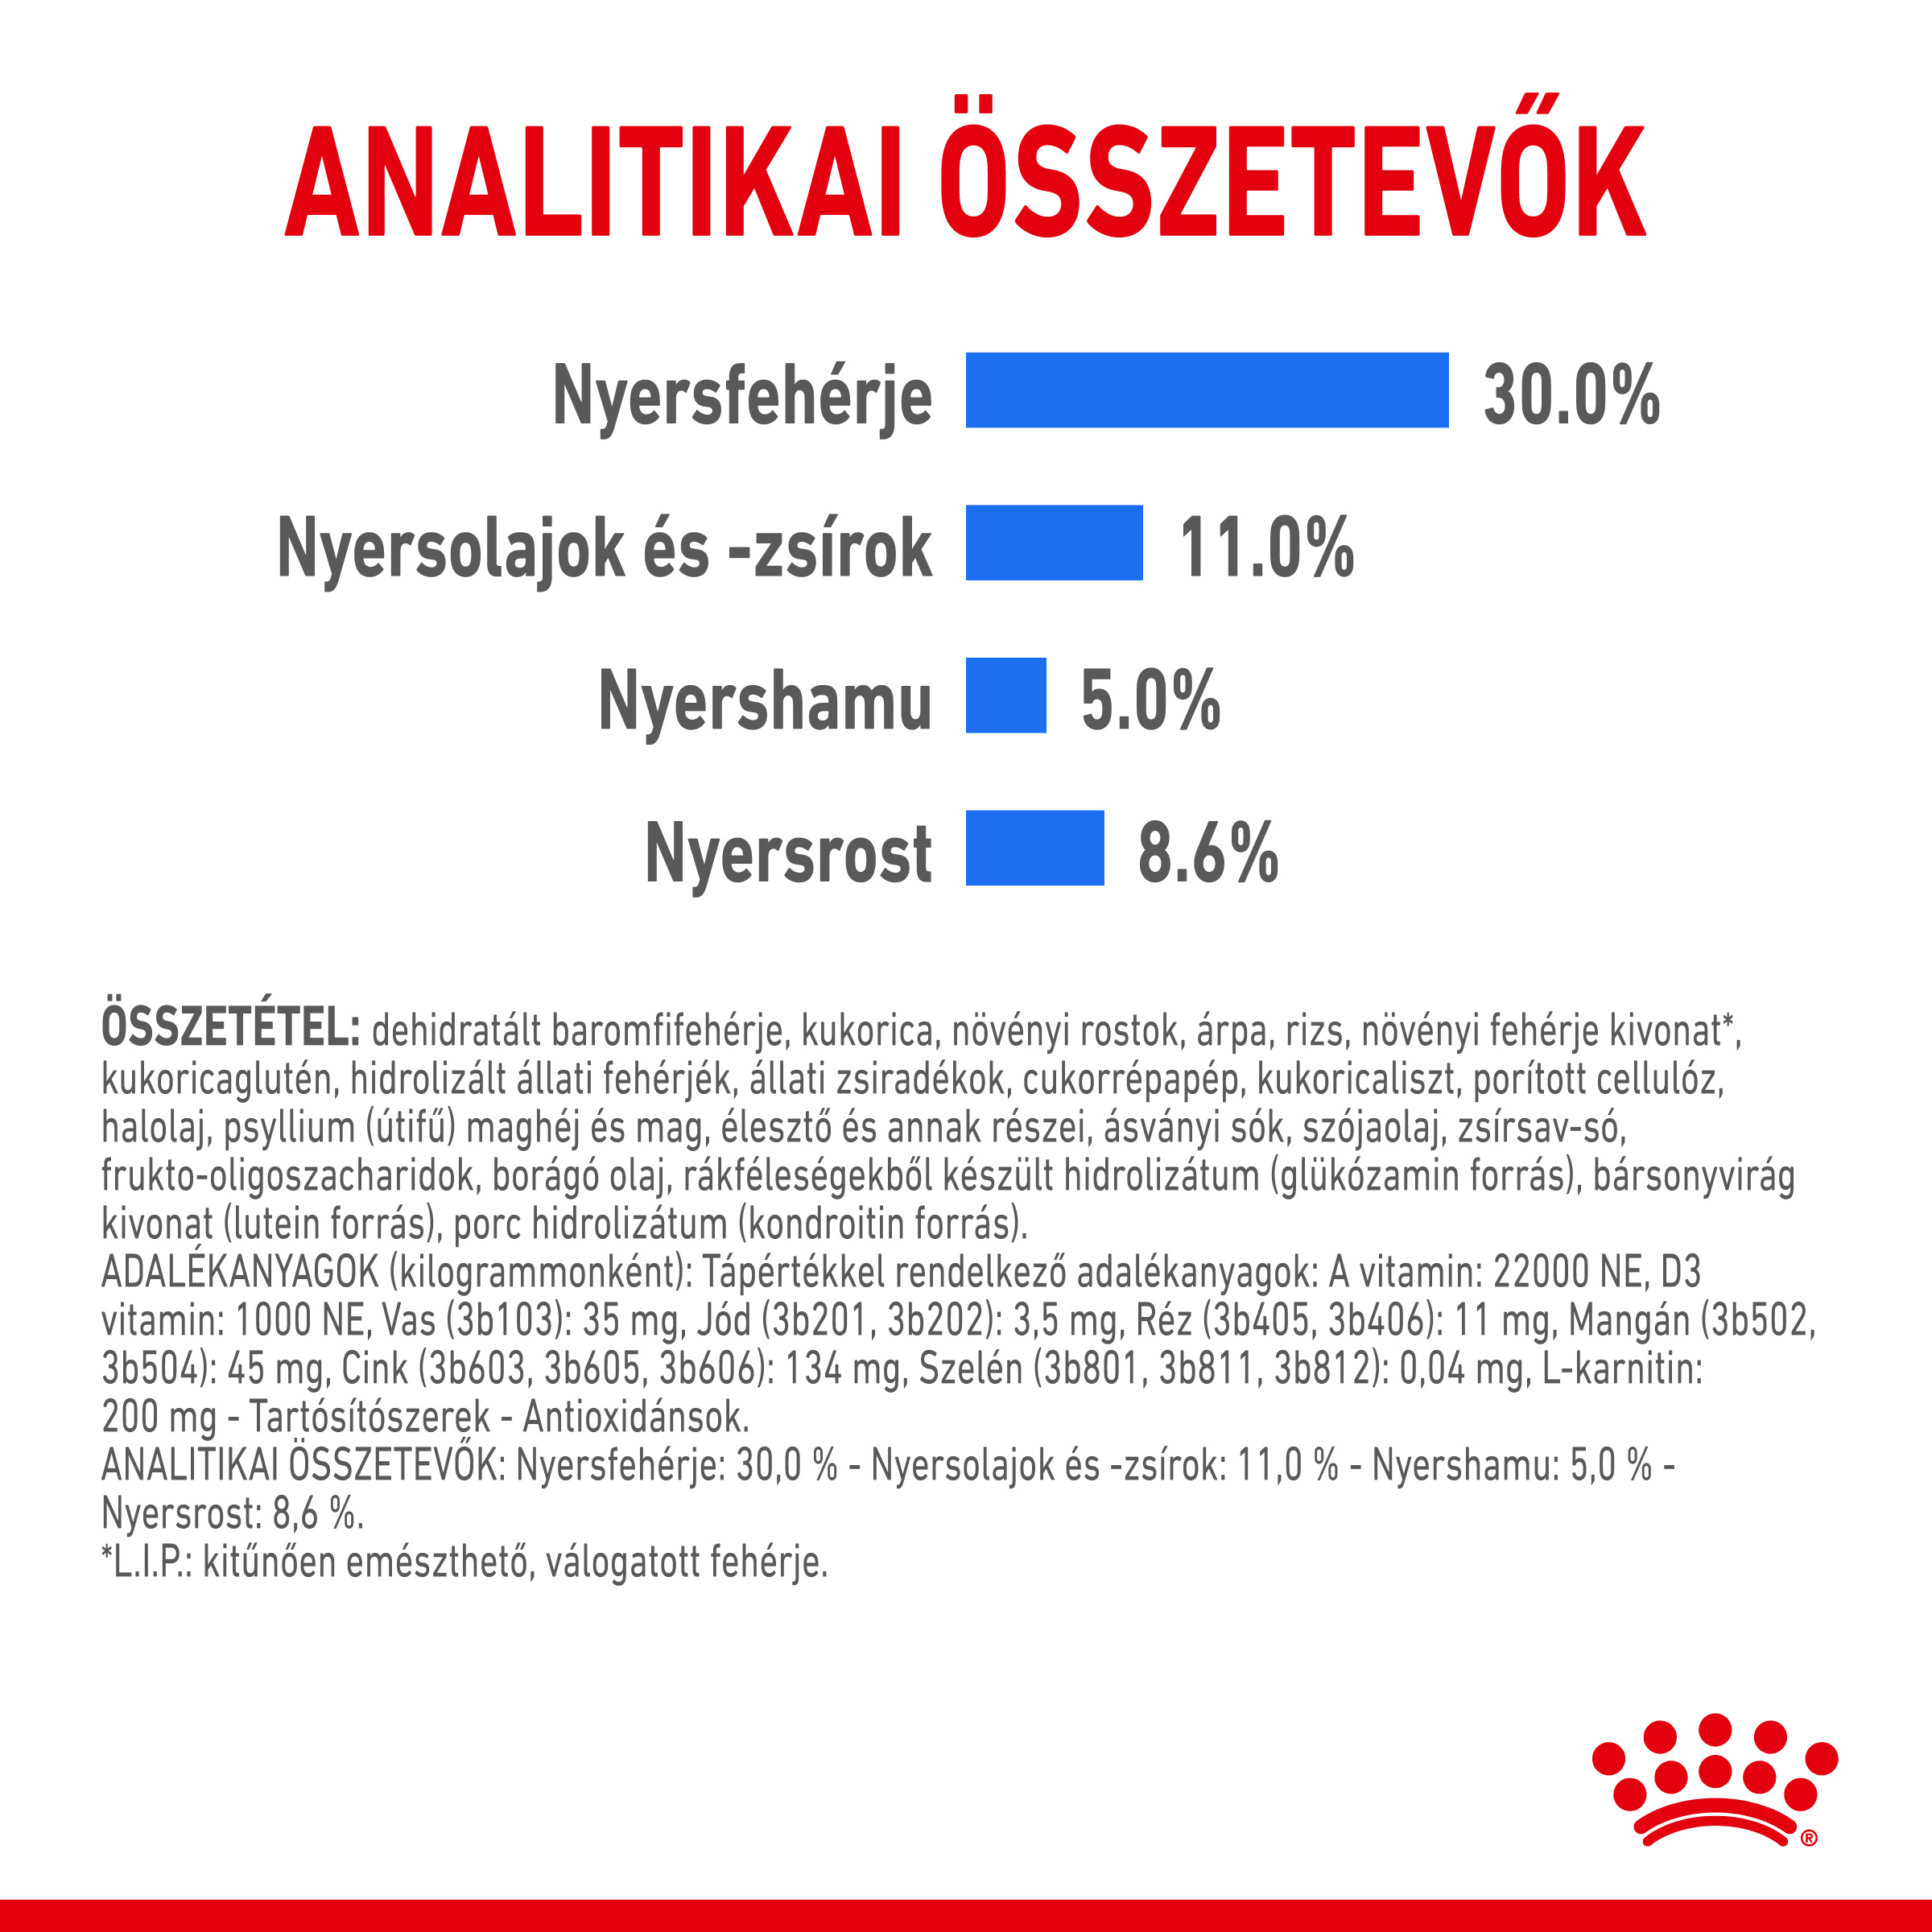 ANALITIKAI ÖSSZETEVŐK
Nyersfehérje 30.0%
Nyersolajok és -zsírok 11.0%
Nyershamu 5.0%
Nyersrost 8.6%
ÖSSZETÉTEL: dehidratált baromfifehérje, kukorica, növényi rostok, árpa, rizs, növényi fehérje kivonat*,
kukoricaglutén, hidrolizált állati fehérjék, állati zsiradékok, cukorrépapép, kukoricaliszt, porított cellulóz,
halolaj, psyllium (útifű) maghéj és mag, élesztő és annak részei, ásványi sók, szójaolaj, zsírsav-só,
frukto-oligoszacharidok, borágó olaj, rákféleségekből készült hidrolizátum (glükózamin forrás), bársonyvirág
kivonat (lutein forrás), porc hidrolizátum (kondroitin forrás).
ADALÉKANYAGOK (kilogrammonként): Tápértékkel rendelkező adalékanyagok: A vitamin: 22000 NE, D3
vitamin: 1000 NE, Vas (3b103): 35 mg, Jód (3b201, 3b202): 3,5 mg, Réz (3b405, 3b406): 11 mg, Mangán (3b502,
3b504): 45 mg, Cink (3b603, 3b605, 3b606): 134 mg, Szelén (3b801, 3b811, 3b812): 0,04 mg, L-karnitin:
200 mg - Tartósítószerek - Antioxidánsok.
ANALITIKAI ÖSSZETEVŐK: Nyersfehérje: 30,0 % - Nyersolajok és -zsírok: 11,0 % - Nyershamu: 5,0 % -
Nyersrost: 8,6 %.
*L.I.P.: kitűnően emészthető, válogatott fehérje.
®